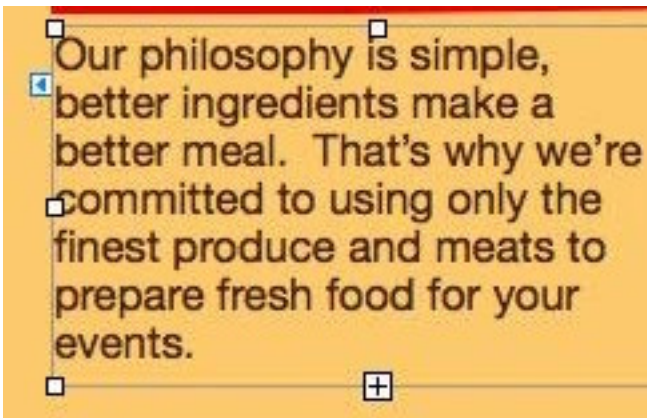 Our philosophy is simple,
better ingredients make a
better meal.  That's why we're
committed to using only the
finest produce and meats to
prepare fresh food for your
events.